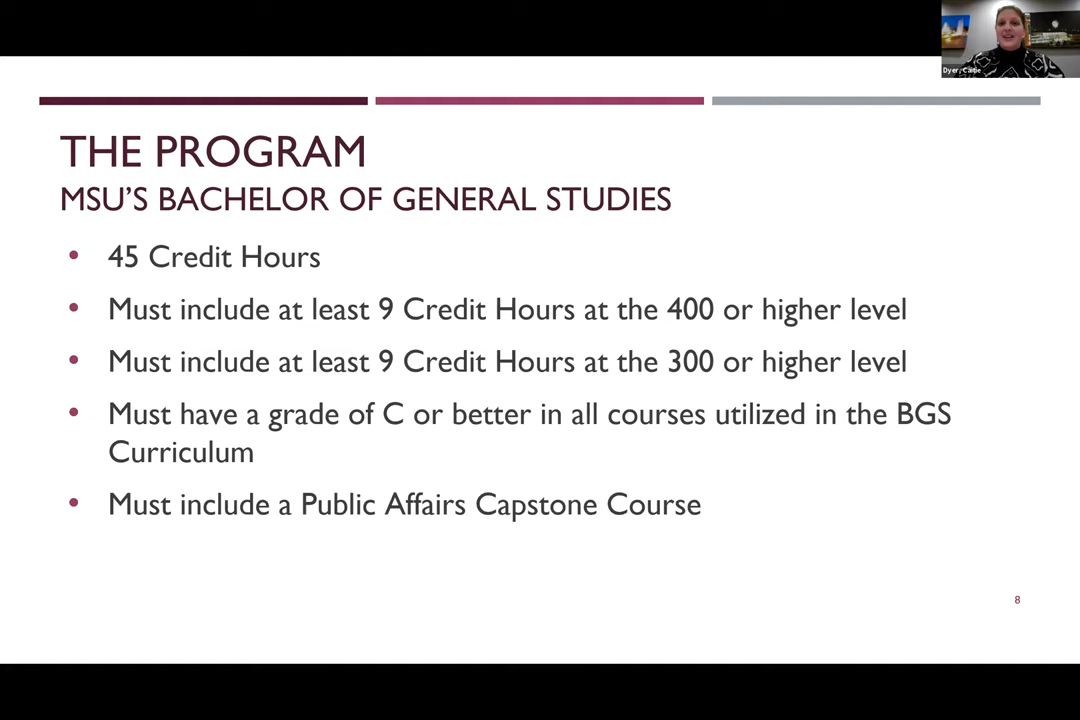 Dyer, Caitie
THE PROGRAM
MSU'S BACHELOR OF GENERAL STUDIES
• 45 Credit Hours
• Must include at least 9 Credit Hours at the 400 or higher level
• Must include at least 9 Credit Hours at the 300 or higher level
• Must have a grade of C or better in all courses utilized in the BGS
Curriculum
• Must include a Public Affairs Capstone Course
8